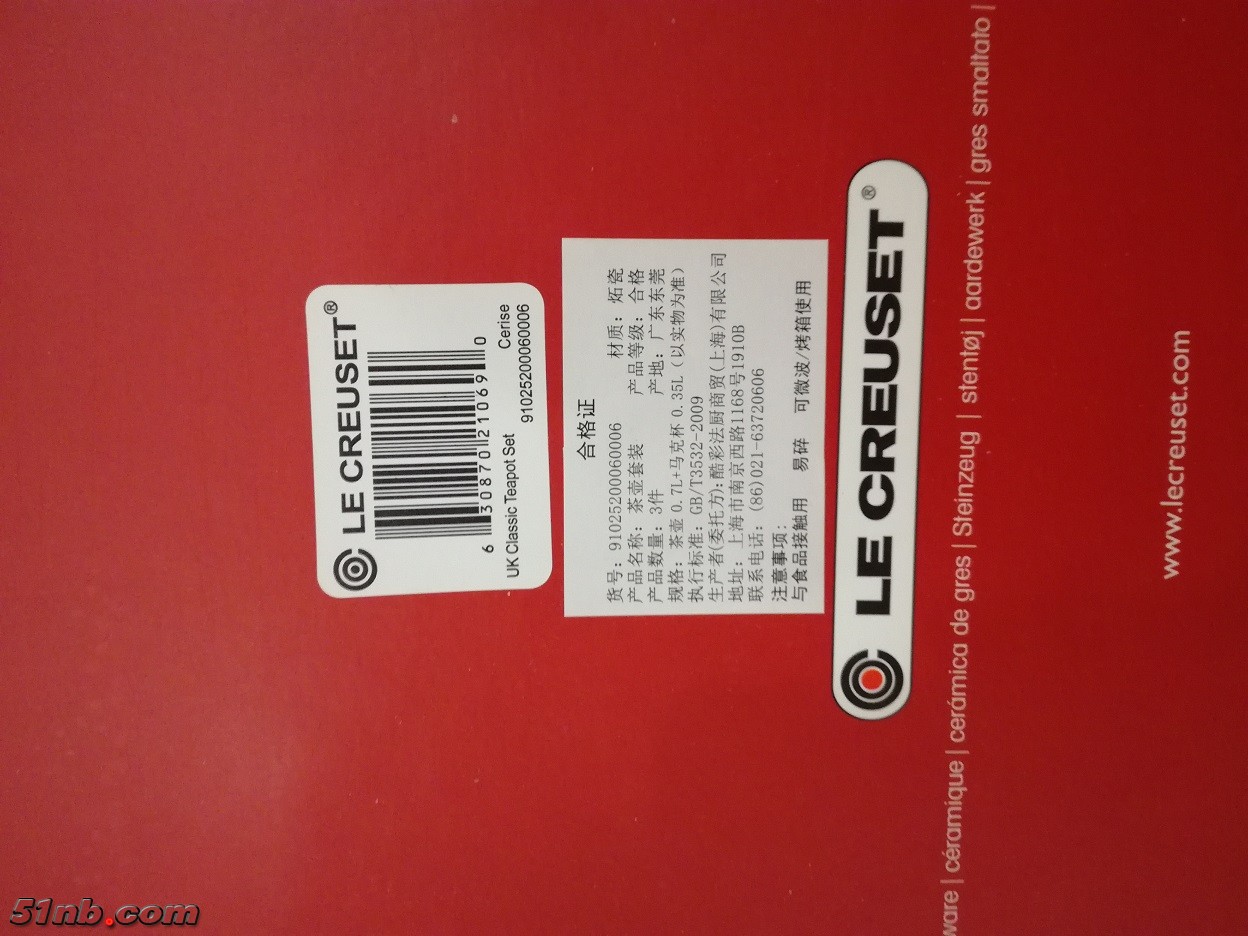 LE CREUSET®
6 30870 21069 0
UK Classic Teapot Set Cerise
91025200060006
合格证
货号：91025200060006 材质：炻瓷
产品名称：茶壶套装 产品等级：合格
产品数量：3件 产地：广东东莞
规格：茶壶 0.7L+马克杯 0.35L（以实物为准）
执行标准：GB/T3532-2009
生产者(委托方)：酷彩法厨商贸(上海)有限公司
地址：上海市南京西路1168号1910B
联系电话：(86)021-63720606
注意事项：
与食品接触用 易碎 可微波/烤箱使用
LE CREUSET®
ware | céramique | cerámica de gres | Steinzeug | stentøj | aardewerk | gres smaltato |
www.lecreuset.com
51nb.com